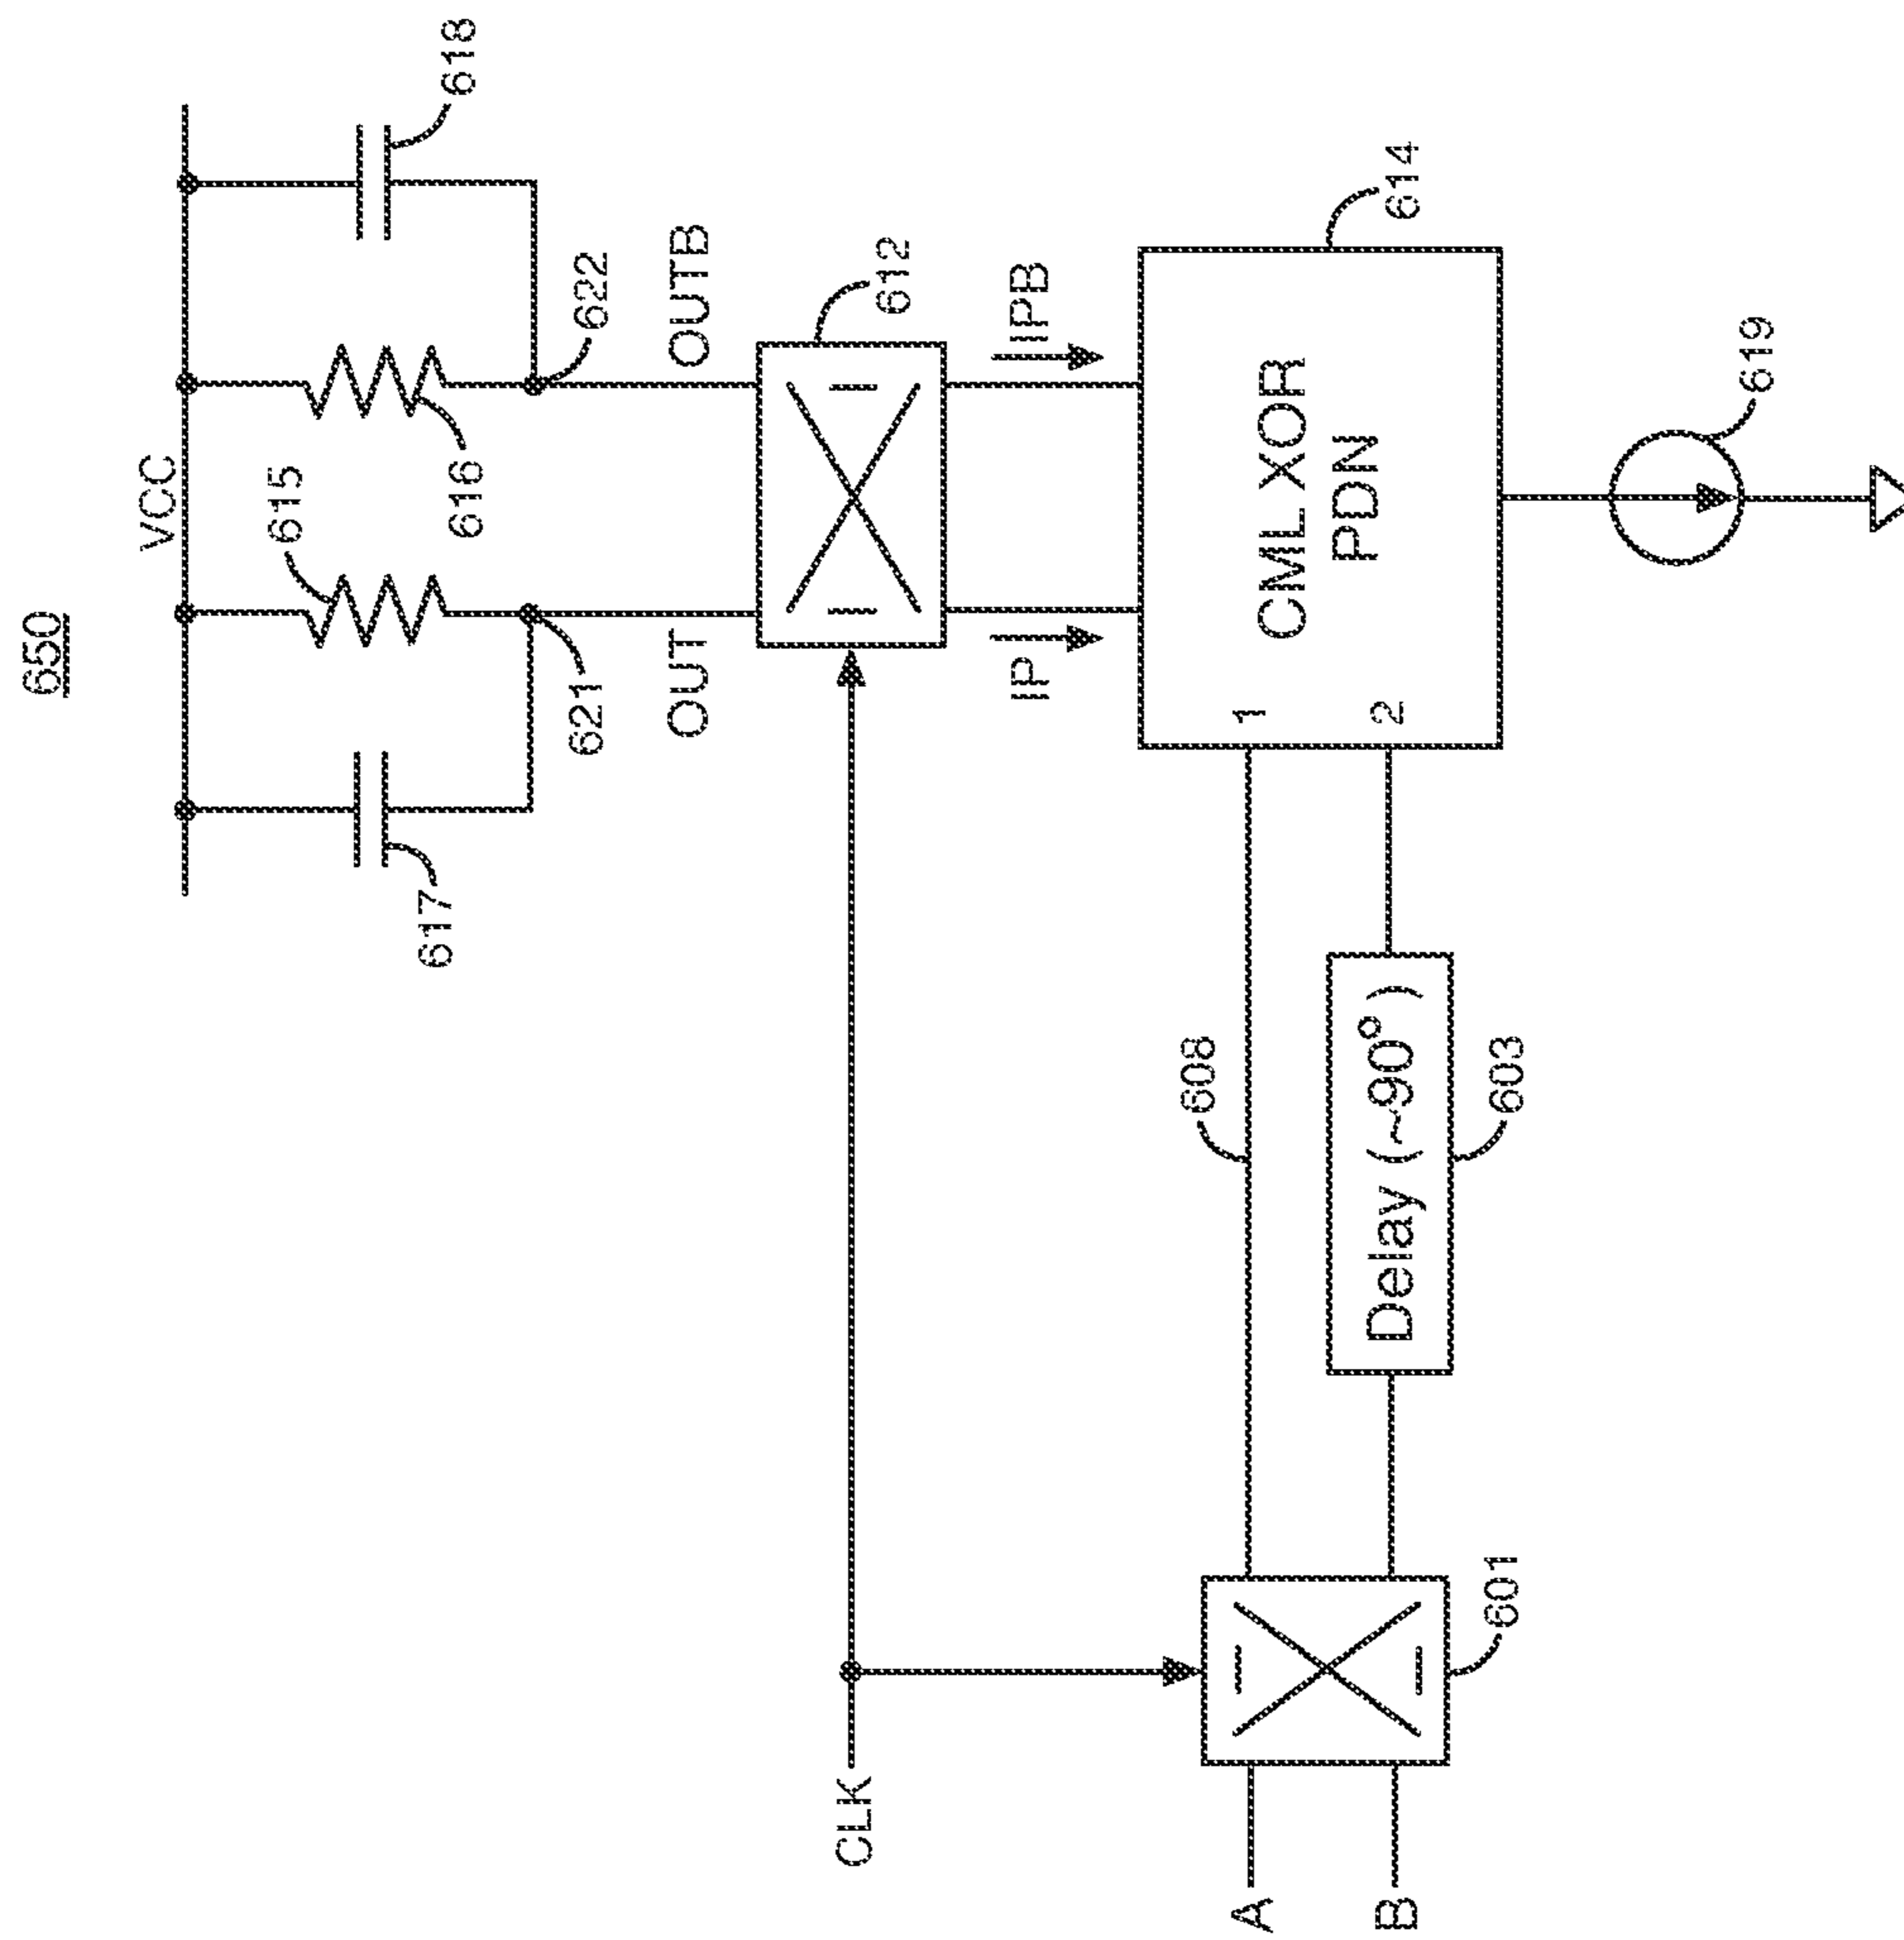 650
VCC
615
616
617
618
621
622
OUT
OUTB
612
CLK
IP
IPB
A
B
601
608
Delay (~90°)
603
1
2
CML XOR
PDN
614
619